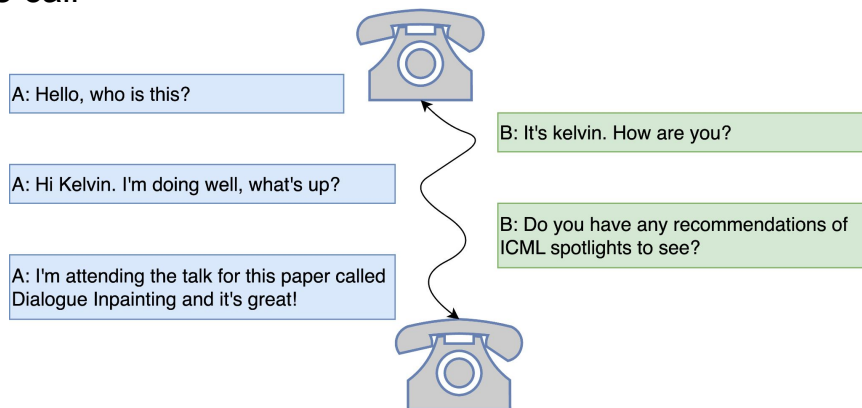 A: Hello, who is this?
B: It's kelvin. How are you?
A: Hi Kelvin. I'm doing well, what's up?
B: Do you have any recommendations of
ICML spotlights to see?
A: I'm attending the talk for this paper called
Dialogue Inpainting and it's great!